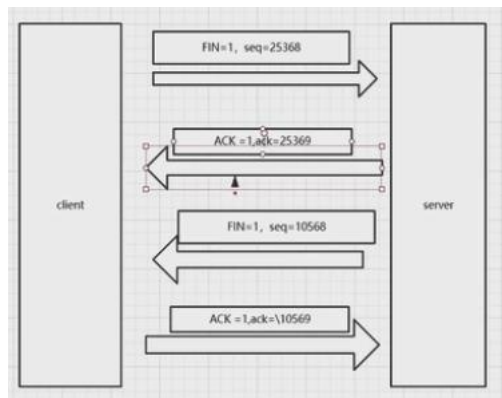 FIN=1, seq=25368
ACK =1,ack=25369
client
server
FIN=1, seq=10568
ACK =1,ack=\10569